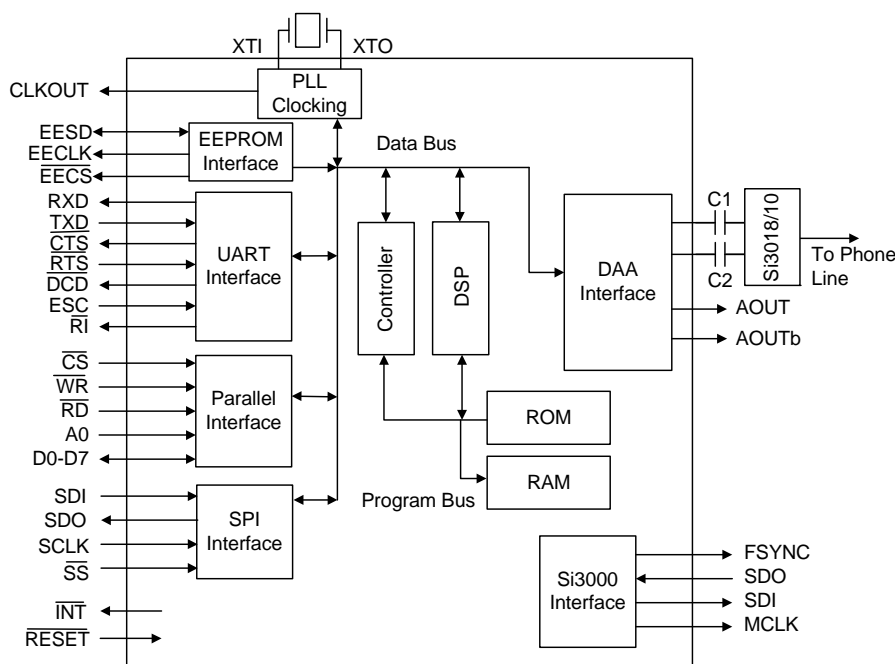 XTI
XTO
CLKOUT
PLL
Clocking
EESD
EECLK
EECS
EEPROM
Interface
Data Bus
RXD
TXD
CTS
RTS
DCD
ESC
RI
UART
Interface
Controller
DSP
DAA
Interface
C1
C2
Si3018/10
To Phone
Line
AOUT
AOUTb
CS
WR
RD
A0
D0-D7
Parallel
Interface
ROM
RAM
Program Bus
SDI
SDO
SCLK
SS
SPI
Interface
Si3000
Interface
FSYNC
SDO
SDI
MCLK
INT
RESET